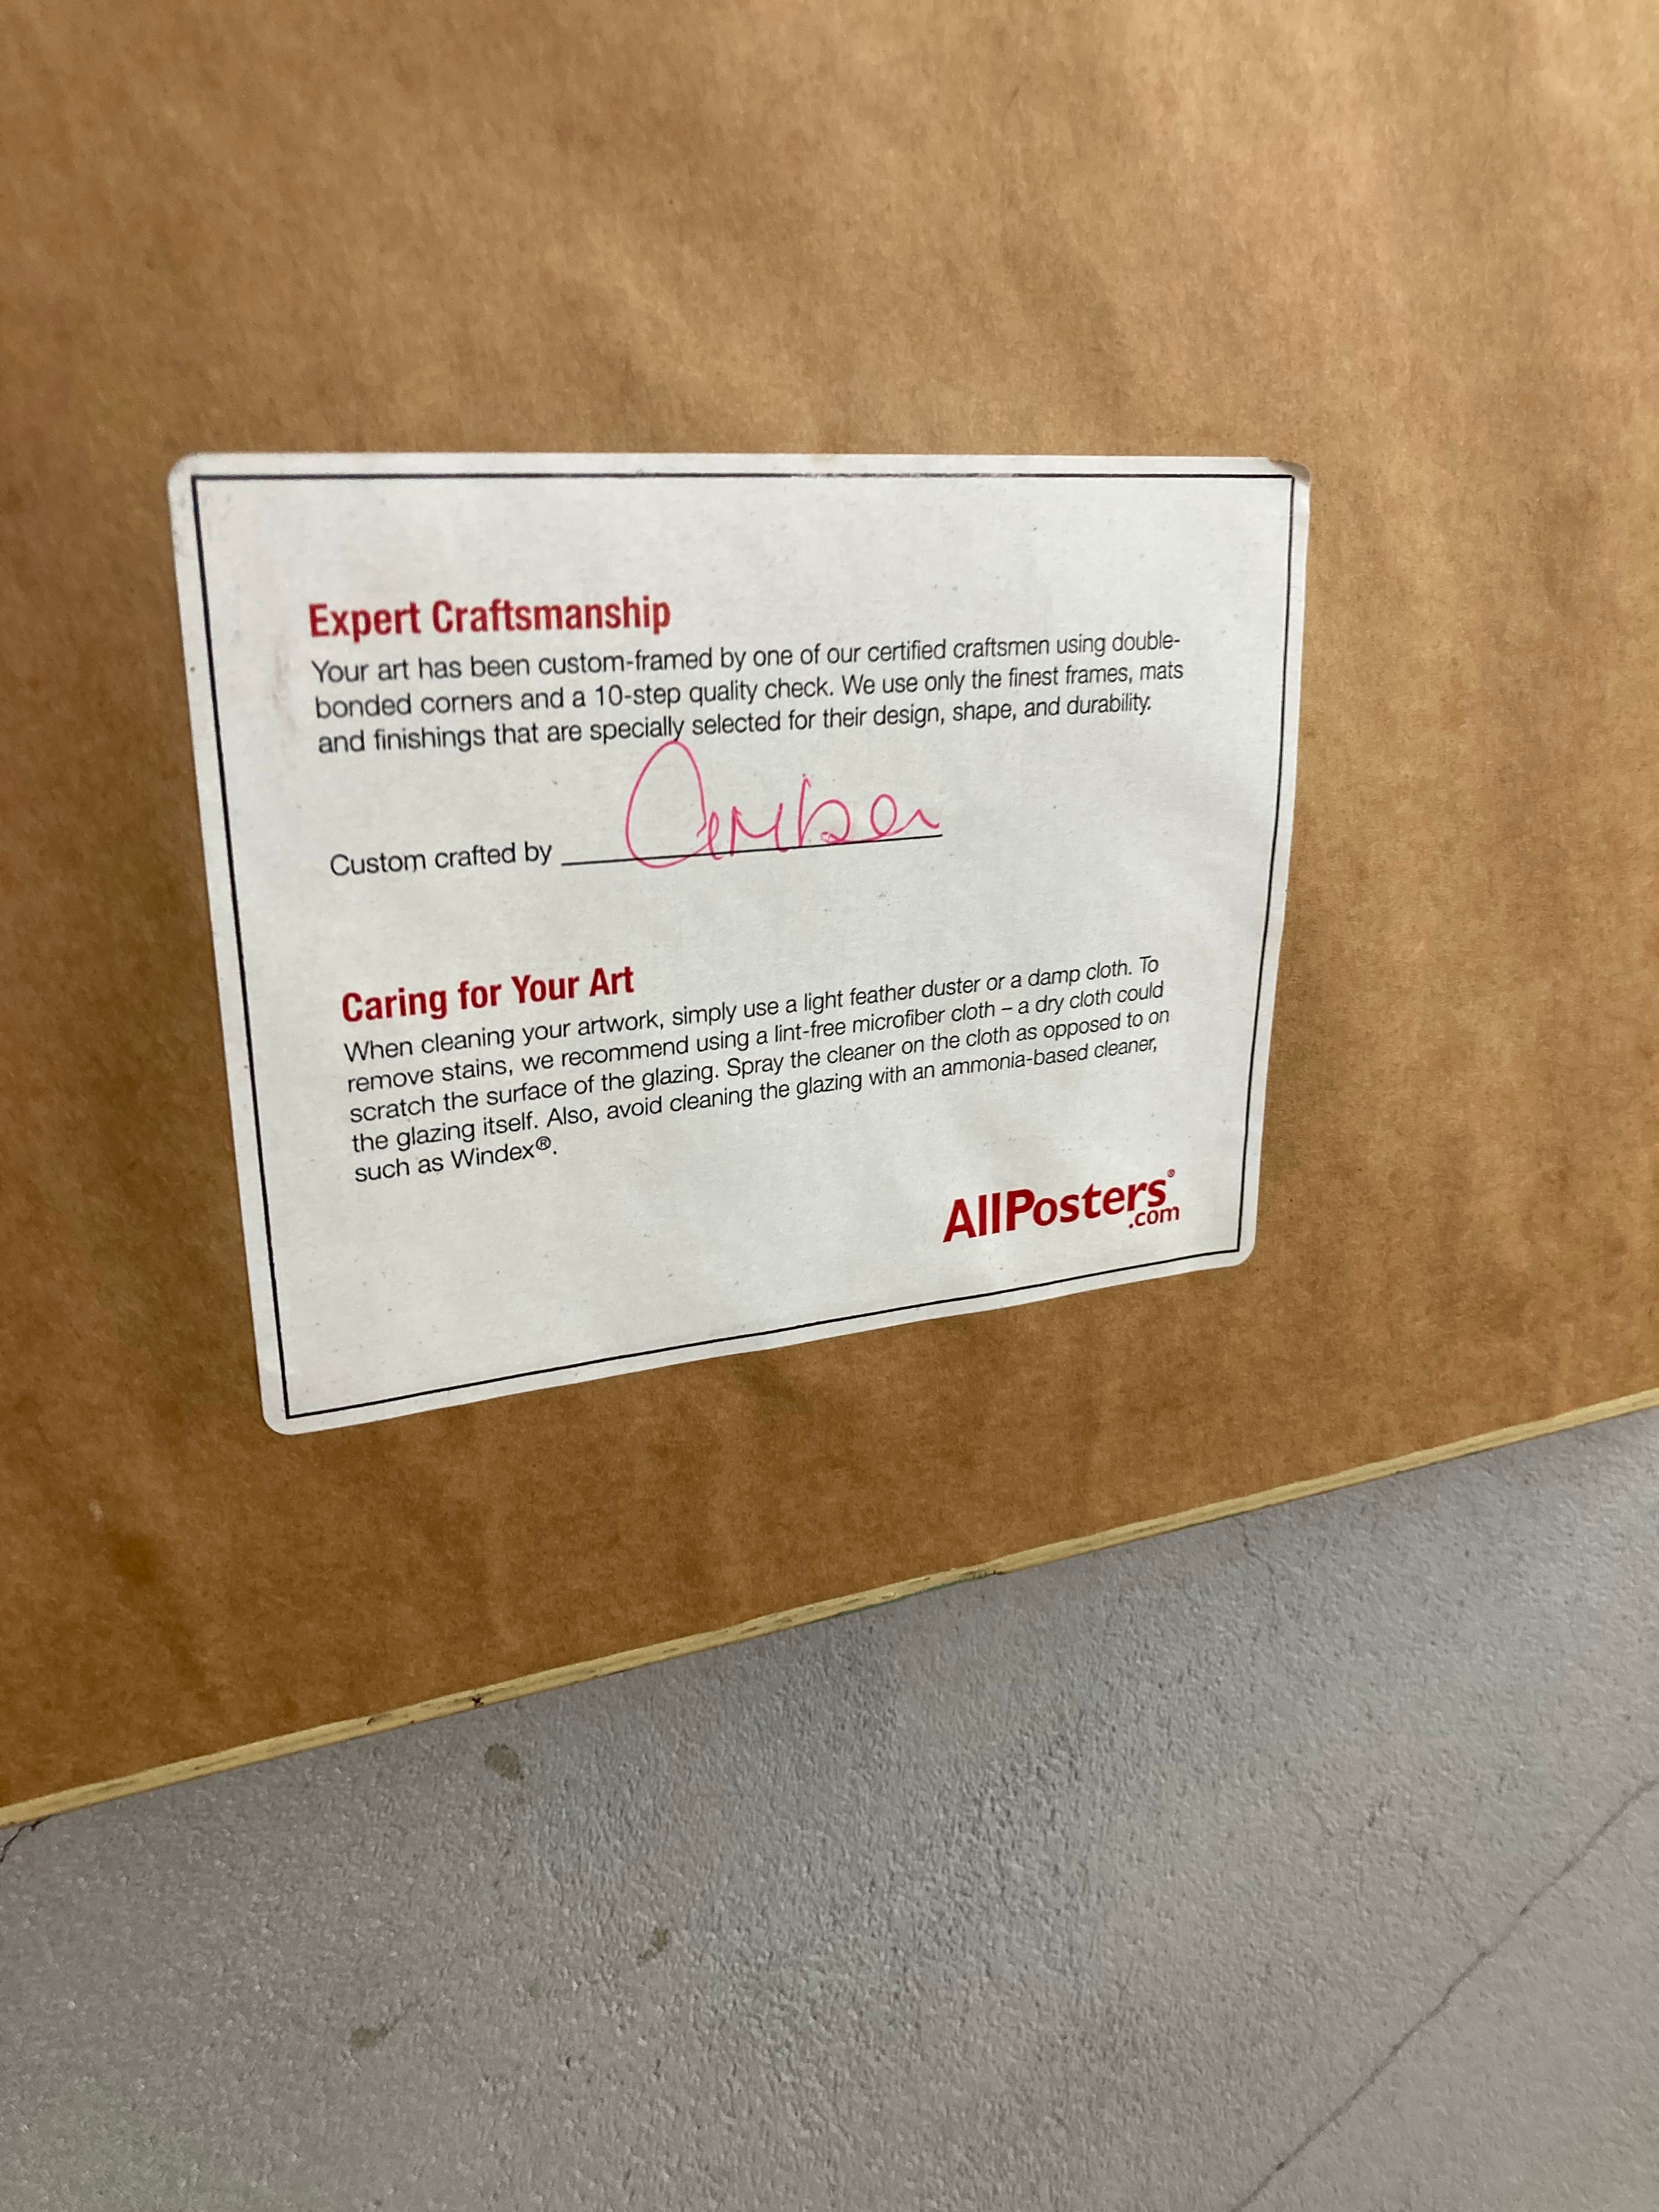 Expert Craftsmanship
Your art has been custom-framed by one of our certified craftsmen using double-
bonded corners and a 10-step quality check. We use only the finest frames, mats
and finishings that are specially selected for their design, shape, and durability.
Custom crafted by
Caring for Your Art
When cleaning your artwork, simply use a light feather duster or a damp cloth. To
remove stains, we recommend using a lint-free microfiber cloth – a dry cloth could
scratch the surface of the glazing. Spray the cleaner on the cloth as opposed to on
the glazing itself. Also, avoid cleaning the glazing with an ammonia-based cleaner,
such as Windex®.
AllPosters®
.com